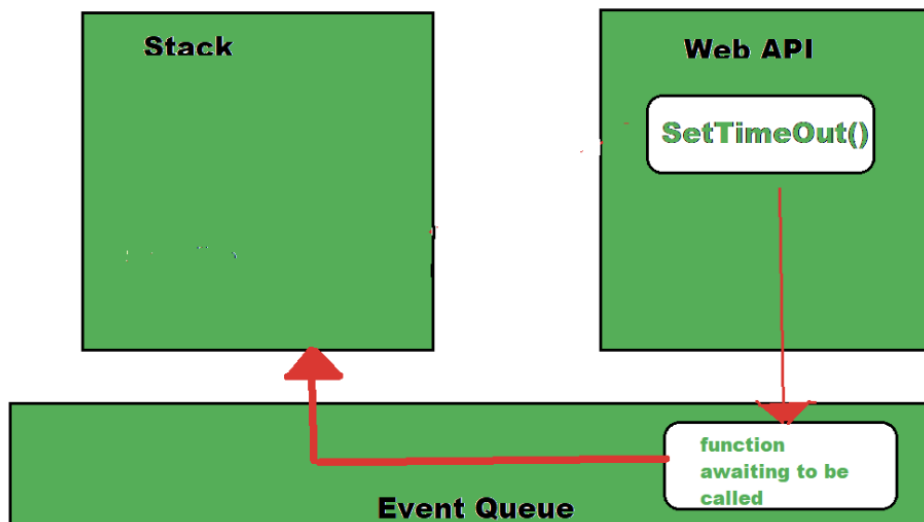 Stack
Web API
SetTimeOut()
function
awaiting to be
called
Event Queue